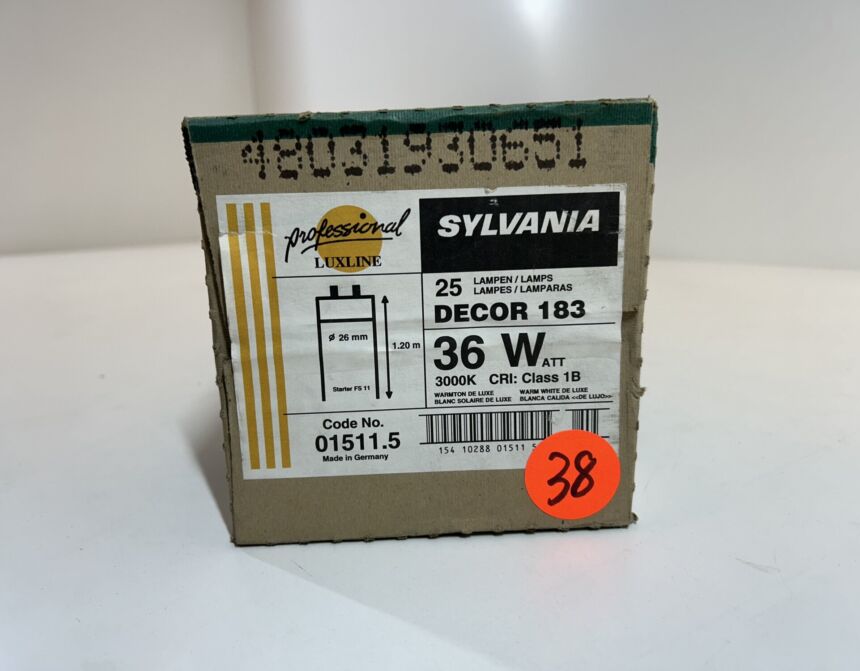 48031930651
professional
LUXLINE
SYLVANIA
25 LAMPEN / LAMPS
LAMPES / LAMPARAS
DECOR 183
ø 26 mm
1.20 m
Starter FS 11
36 WATT
3000K CRI: Class 1B
WARMTON DE LUXE WARM WHITE DE LUXE
BLANC SOLAIRE DE LUXE BLANCA CALIDA <<DE LUJO>>
Code No.
01511.5
Made in Germany
154 10288 01511 5
38